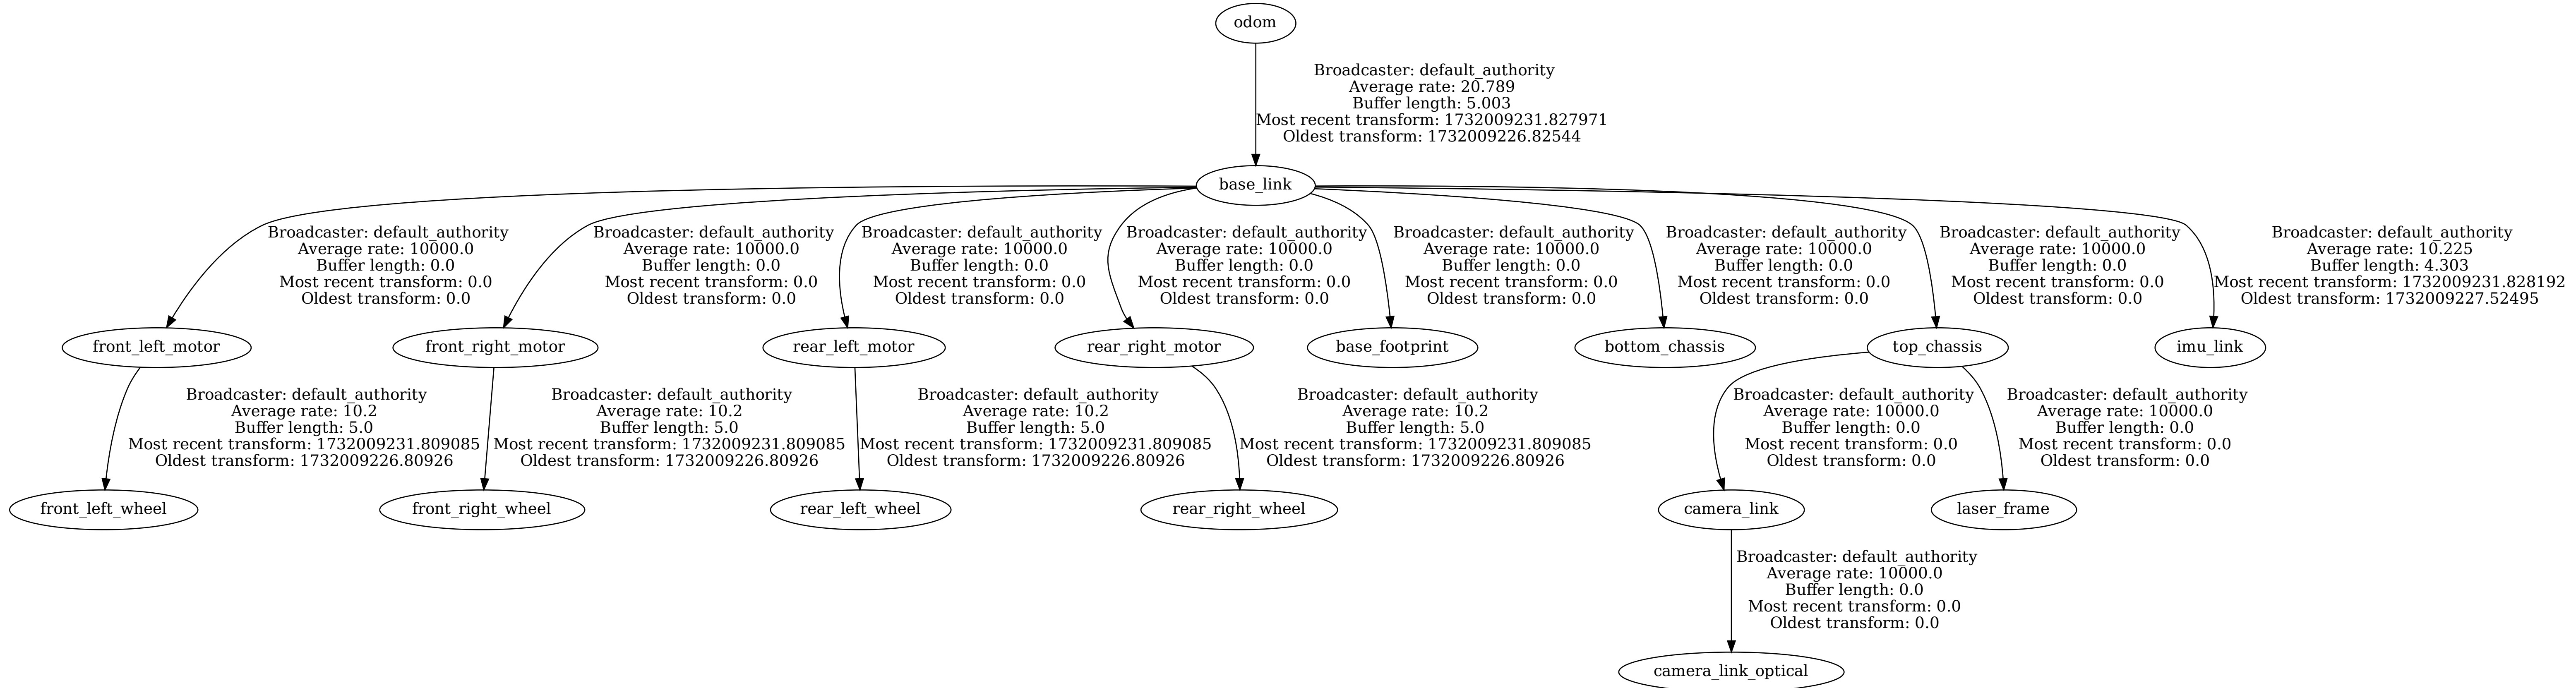 odom
Broadcaster: default_authority
Average rate: 20.789
Buffer length: 5.003
Most recent transform: 1732009231.827971
Oldest transform: 1732009226.82544
base_link
Broadcaster: default_authority
Average rate: 10000.0
Buffer length: 0.0
Most recent transform: 0.0
Oldest transform: 0.0
Broadcaster: default_authority
Average rate: 10000.0
Buffer length: 0.0
Most recent transform: 0.0
Oldest transform: 0.0
Broadcaster: default_authority
Average rate: 10000.0
Buffer length: 0.0
Most recent transform: 0.0
Oldest transform: 0.0
Broadcaster: default_authority
Average rate: 10000.0
Buffer length: 0.0
Most recent transform: 0.0
Oldest transform: 0.0
Broadcaster: default_authority
Average rate: 10000.0
Buffer length: 0.0
Most recent transform: 0.0
Oldest transform: 0.0
Broadcaster: default_authority
Average rate: 10000.0
Buffer length: 0.0
Most recent transform: 0.0
Oldest transform: 0.0
Broadcaster: default_authority
Average rate: 10000.0
Buffer length: 0.0
Most recent transform: 0.0
Oldest transform: 0.0
Broadcaster: default_authority
Average rate: 10.225
Buffer length: 4.303
Most recent transform: 1732009231.828192
Oldest transform: 1732009227.52495
front_left_motor
front_right_motor
rear_left_motor
rear_right_motor
base_footprint
bottom_chassis
top_chassis
imu_link
Broadcaster: default_authority
Average rate: 10.2
Buffer length: 5.0
Most recent transform: 1732009231.809085
Oldest transform: 1732009226.80926
Broadcaster: default_authority
Average rate: 10.2
Buffer length: 5.0
Most recent transform: 1732009231.809085
Oldest transform: 1732009226.80926
Broadcaster: default_authority
Average rate: 10.2
Buffer length: 5.0
Most recent transform: 1732009231.809085
Oldest transform: 1732009226.80926
Broadcaster: default_authority
Average rate: 10.2
Buffer length: 5.0
Most recent transform: 1732009231.809085
Oldest transform: 1732009226.80926
Broadcaster: default_authority
Average rate: 10000.0
Buffer length: 0.0
Most recent transform: 0.0
Oldest transform: 0.0
Broadcaster: default_authority
Average rate: 10000.0
Buffer length: 0.0
Most recent transform: 0.0
Oldest transform: 0.0
front_left_wheel
front_right_wheel
rear_left_wheel
rear_right_wheel
camera_link
laser_frame
Broadcaster: default_authority
Average rate: 10000.0
Buffer length: 0.0
Most recent transform: 0.0
Oldest transform: 0.0
camera_link_optical